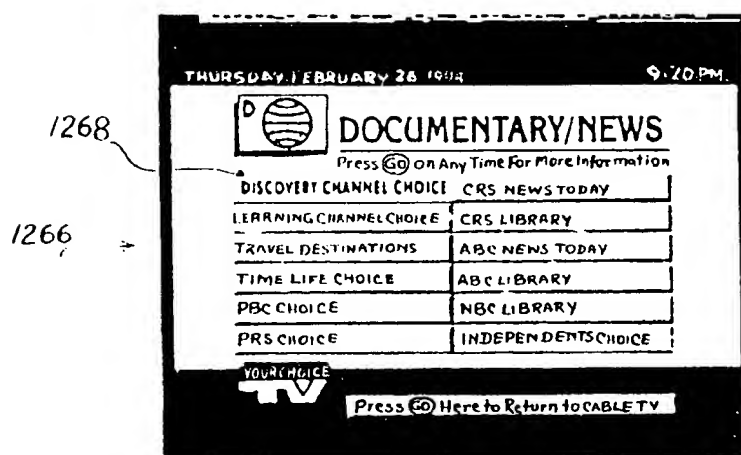 THURSDAY, FEBRUARY 26 1994 9:20 PM.
D
DOCUMENTARY/NEWS
1268
Press GO on Any Time For More Information
DISCOVERY CHANNEL CHOICE CRS NEWS TODAY
LEARNING CHANNEL CHOICE CRS LIBRARY
1266
TRAVEL DESTINATIONS ABC NEWS TODAY
TIME LIFE CHOICE ABC LIBRARY
PBC CHOICE NBC LIBRARY
PRS CHOICE INDEPENDENTS CHOICE
YOUR CHOICE
TV
Press GO Here to Return to CABLE TV